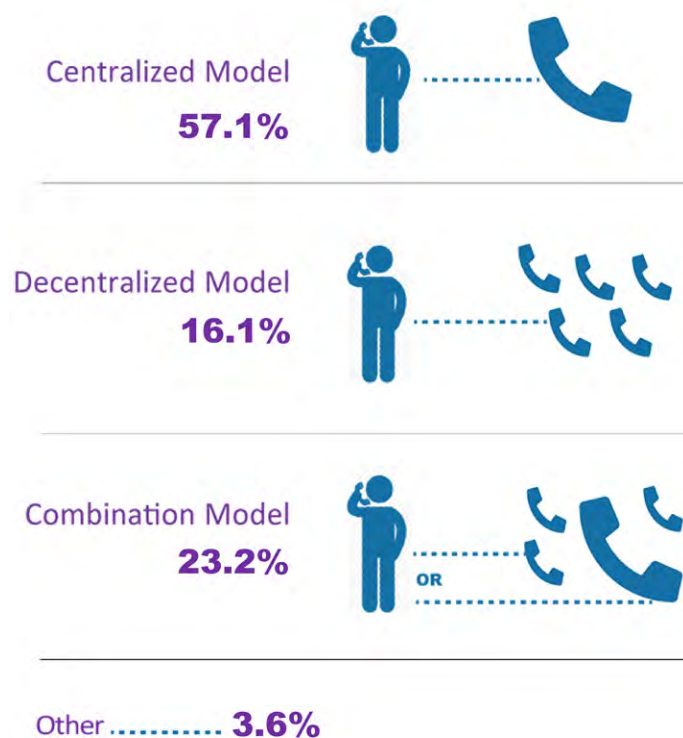 Centralized Model
57.1%
Decentralized Model
16.1%
Combination Model
23.2%
OR
Other .......... 3.6%